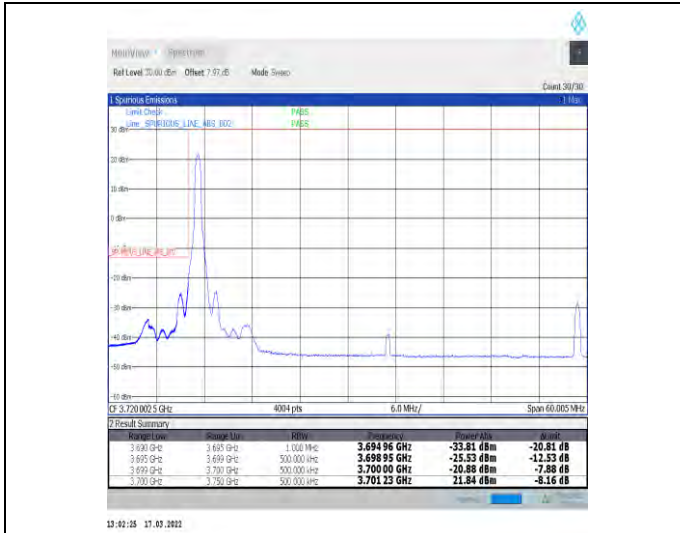 MultiView Spectrum
Ref Level 30.00 dBm Offset 7.97 dB Mode Sweep
Count 30/30
1 Spurious Emissions 1 Max
Limit Check PASS
Line _SPURIOUS_LINE_ABS_002 PASS
30 dBm
20 dBm
10 dBm
0 dBm
-20 dBm
-30 dBm
-40 dBm
-50 dBm
-60 dBm
CF 3.7200025 GHz 4004 pts 6.0 MHz/ Span 60.005 MHz
2 Result Summary
Range Low Range Up RBW Frequency Power Abs ΔLimit
3.690 GHz 3.695 GHz 1.000 MHz 3.694 96 GHz -33.81 dBm -20.81 dB
3.695 GHz 3.699 GHz 500.000 kHz 3.698 95 GHz -25.53 dBm -12.53 dB
3.699 GHz 3.700 GHz 500.000 kHz 3.700 00 GHz -20.88 dBm -7.88 dB
3.700 GHz 3.750 GHz 500.000 kHz 3.701 23 GHz 21.84 dBm -8.16 dB
13:02:25 17.03.2022